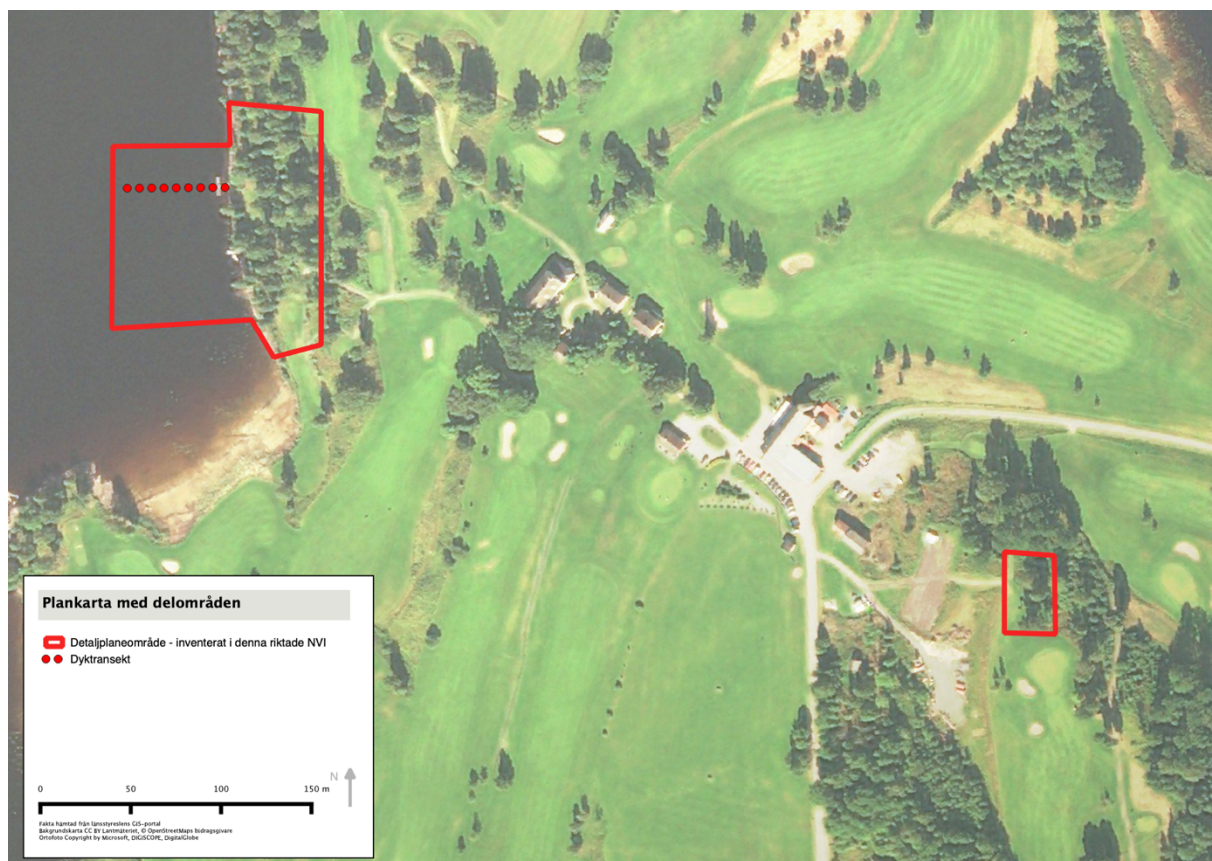 Plankarta med delområden
Detaljplaneområde - inventerat i denna riktade NVI
Dyktransekt
N
0 50 100 150 m
Fakta hämtad från länsstyreslens GIS-portal
Bakgrundskarta CC BY Lantmäteriet, © OpenStreetMaps bidragsgivare
Ortofoto Copyright by Microsoft, DIGISCOPE, DigitalGlobe